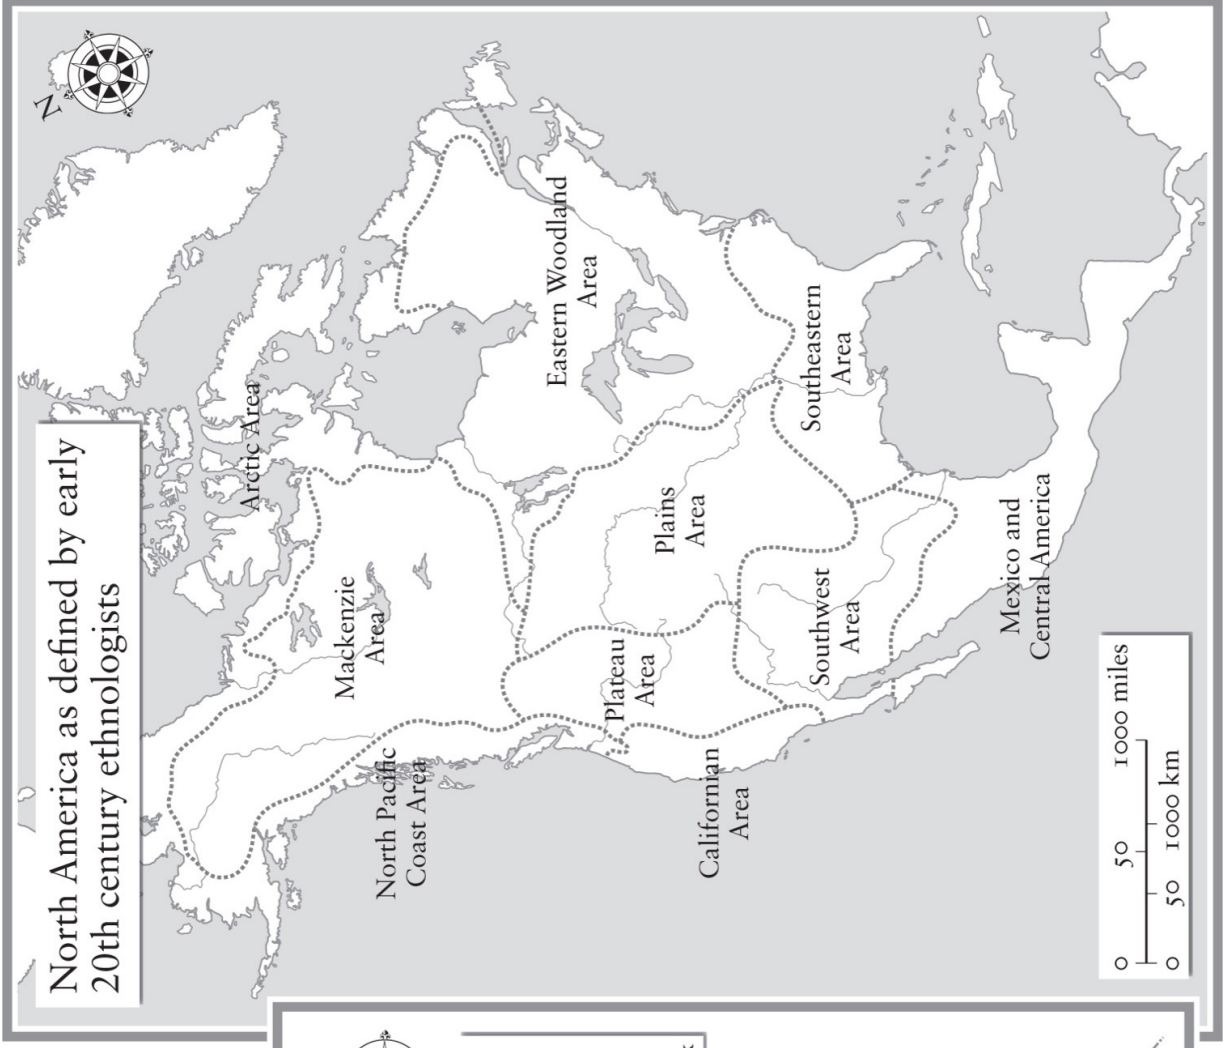 North America as defined by early
20th century ethnologists
N
Arctic Area
Mackenzie
Area
North Pacific
Coast Area
Eastern Woodland
Area
Plains
Area
Plateau
Area
Californian
Area
Southwest
Area
Southeastern
Area
Mexico and
Central America
0 50 1000 miles
0 50 1000 km